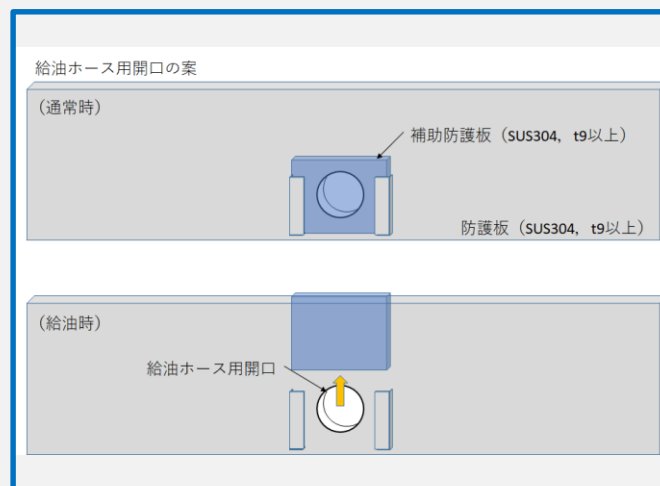 給油ホース用開口の案
(通常時)
補助防護板（SUS304，t9以上）
防護板（SUS304，t9以上）
(給油時)
給油ホース用開口